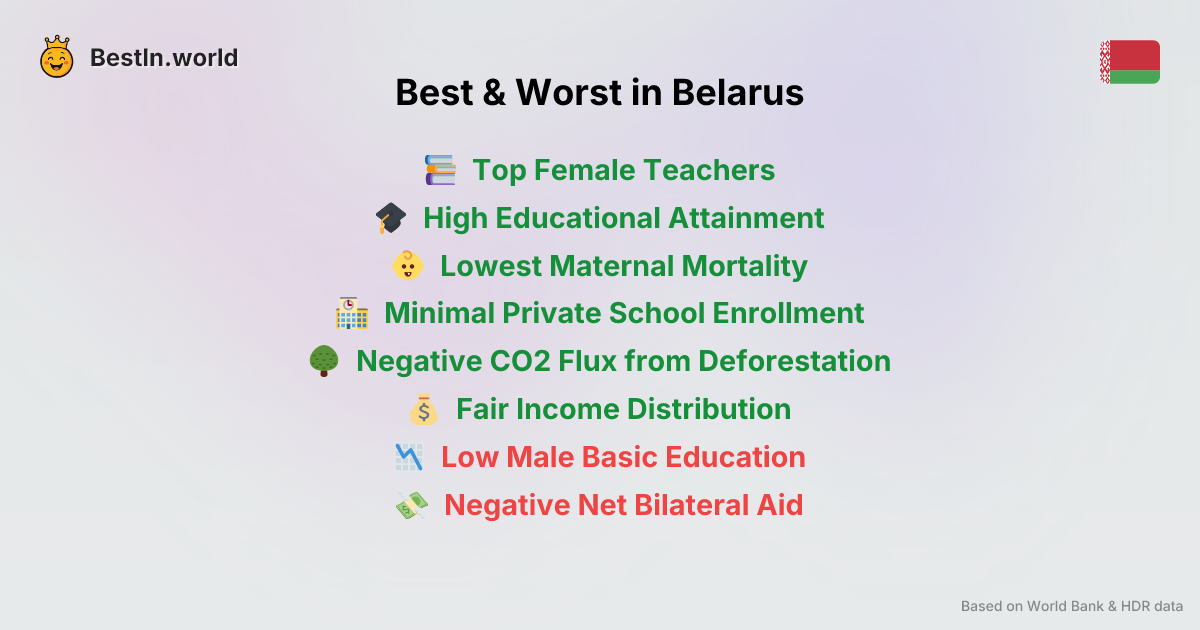 BestIn.world
Best & Worst in Belarus
Top Female Teachers
High Educational Attainment
Lowest Maternal Mortality
Minimal Private School Enrollment
Negative CO2 Flux from Deforestation
Fair Income Distribution
Low Male Basic Education
Negative Net Bilateral Aid
Based on World Bank & HDR data